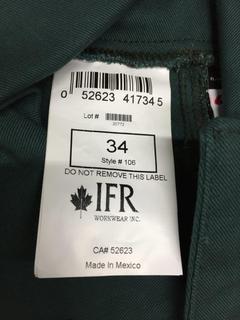 0 52623 41734 5
Lot #
20772
34
Style # 106
DO NOT REMOVE THIS LABEL
IFR
WORKWEAR INC.
CA# 52623
Made In Mexico